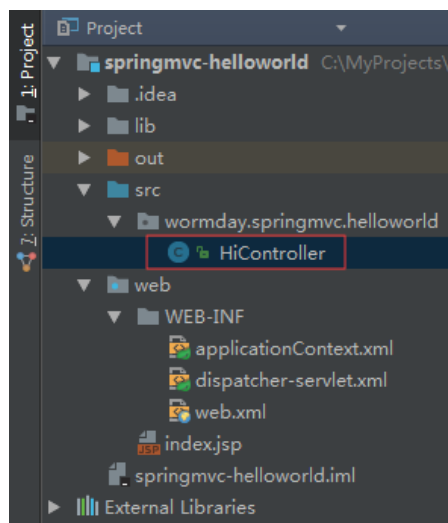 1: Project
7: Structure
Project
springmvc-helloworld C:\MyProjects\
.idea
lib
out
src
wormday.springmvc.helloworld
C HiController
web
WEB-INF
applicationContext.xml
dispatcher-servlet.xml
web.xml
JSP index.jsp
springmvc-helloworld.iml
External Libraries